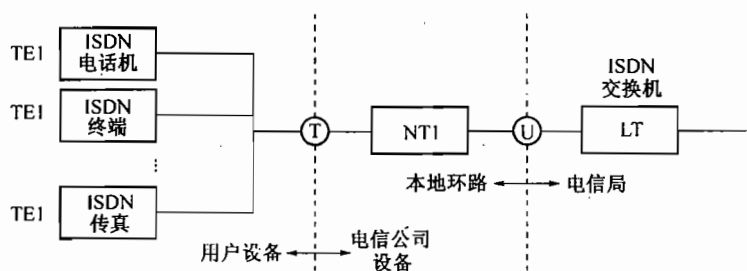 TE1
ISDN
电话机
TE1
ISDN
终端
...
TE1
ISDN
传真
T
NT1
U
ISDN
交换机
LT
本地环路
电信局
用户设备
电信公司
设备